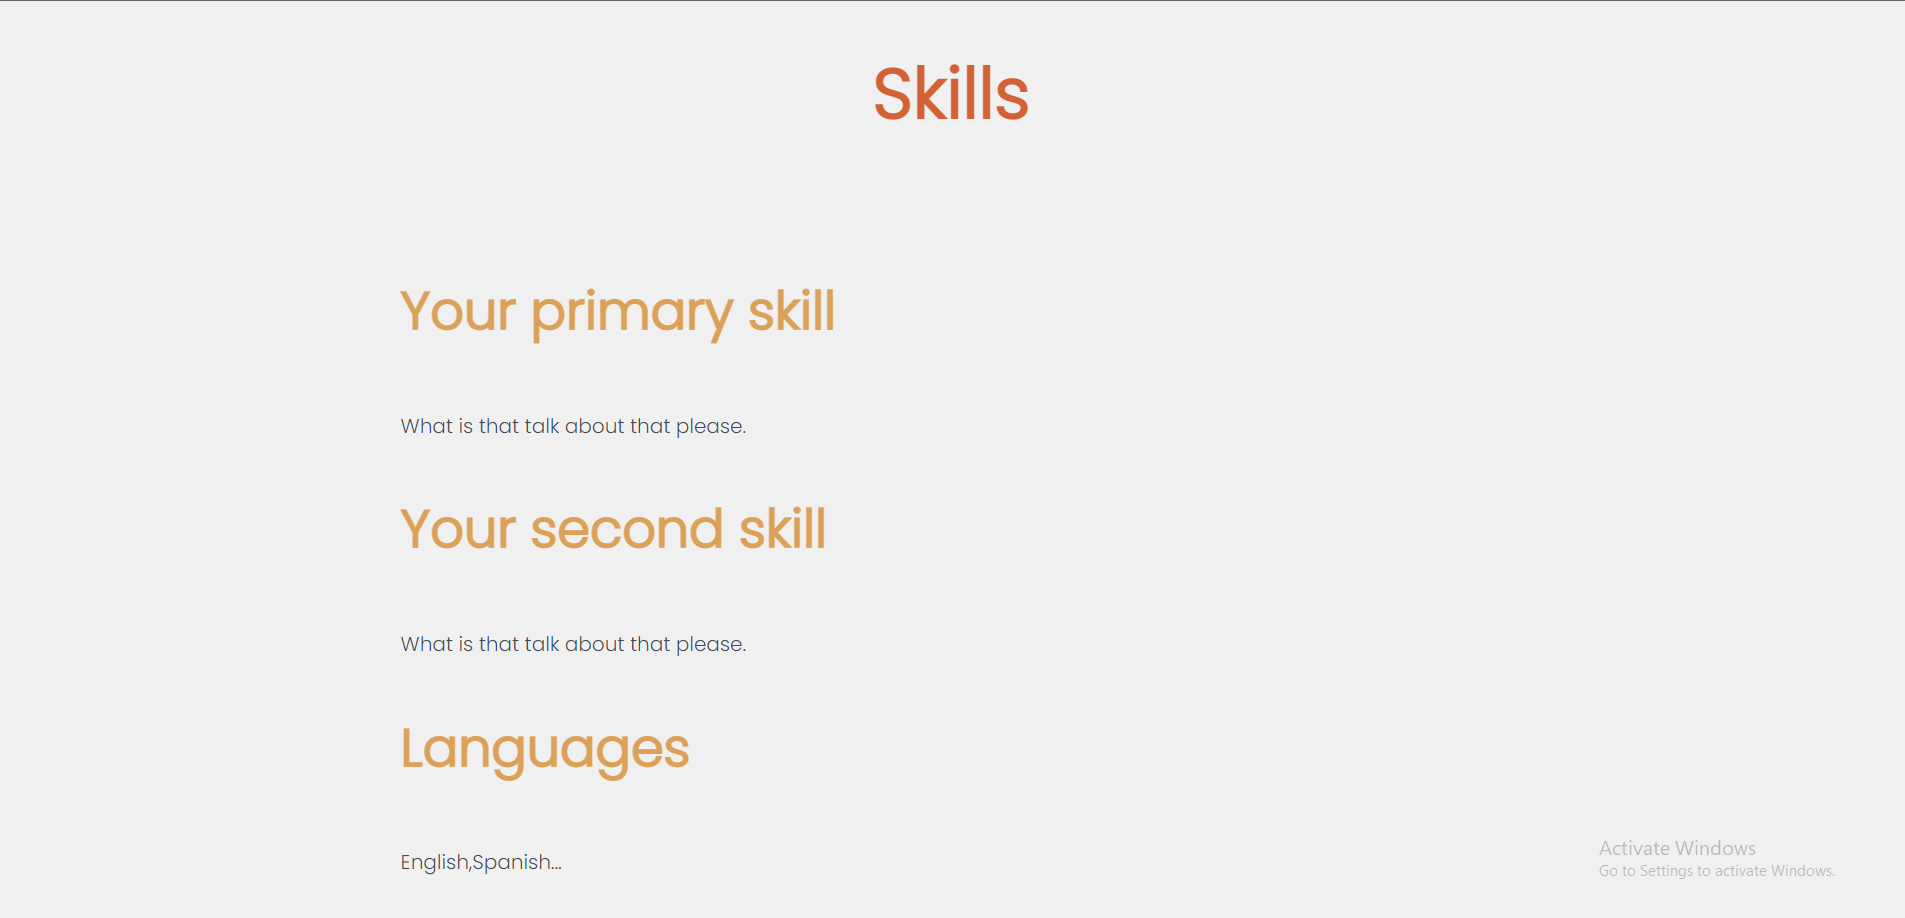 Skills
Your primary skill
What is that talk about that please.
Your second skill
What is that talk about that please.
Languages
English,Spanish...
Activate Windows
Go to Settings to activate Windows.